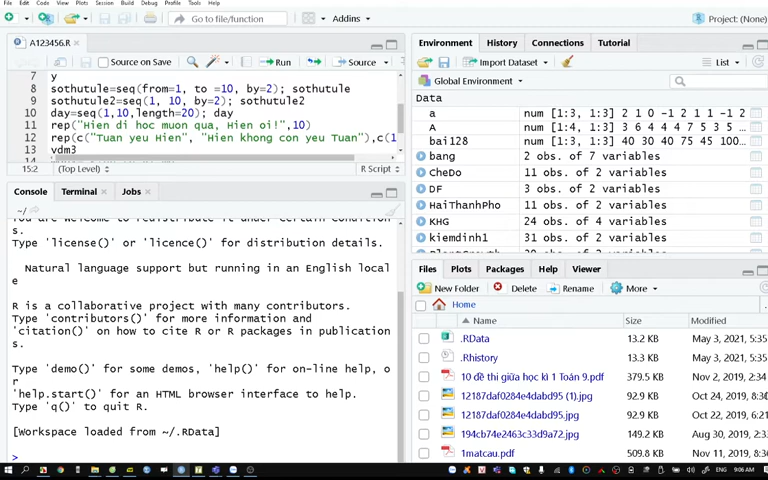 File Edit Code View Plots Session Build Debug Profile Tools Help
Go to file/function
Addins
Project: (None)
A123456.R
Source on Save
Run
Source
7 y
8 sothutule=seq(from=1, to =10, by=2); sothutule
9 sothutule2=seq(1, 10, by=2); sothutule2
10 day=seq(1,10,length=20); day
11 rep("Hien di hoc muon qua, Hien oi!",10)
12 rep(c("Tuan yeu Hien", "Hien khong con yeu Tuan"),c(1
13 vdm3
15:2 (Top Level) R Script
Console Terminal Jobs
~/
You are welcome to redistribute it under certain condition
s.
Type 'license()' or 'licence()' for distribution details.
Natural language support but running in an English local
e
R is a collaborative project with many contributors.
Type 'contributors()' for more information and
'citation()' on how to cite R or R packages in publication
s.
Type 'demo()' for some demos, 'help()' for on-line help, o
r
'help.start()' for an HTML browser interface to help.
Type 'q()' to quit R.
[Workspace loaded from ~/.RData]
>
Environment History Connections Tutorial
Import Dataset List
Global Environment
Data
a num [1:3, 1:3] 2 1 0 -1 2 1 1 -1 2
A num [1:4, 1:3] 3 6 4 4 4 7 5 3 5 …
bai128 num [1:3, 1:3] 40 30 40 75 45 100…
bang 2 obs. of 7 variables
CheDo 11 obs. of 2 variables
DF 3 obs. of 2 variables
HaiThanhPho 11 obs. of 2 variables
KHG 24 obs. of 4 variables
kiemdinh1 31 obs. of 2 variables
Files Plots Packages Help Viewer
New Folder Delete Rename More
Home
Name Size Modified
.RData 13.2 KB May 3, 2021, 5:35
.Rhistory 13.3 KB May 3, 2021, 5:35
10 đề thi giữa học kì 1 Toán 9.pdf 379.5 KB Nov 2, 2019, 2:34
12187daf0284e4dabd95 (1).jpg 92.9 KB Oct 24, 2019, 8:30
12187daf0284e4dabd95.jpg 92.9 KB Oct 22, 2019, 6:21
194cb74e2463c33d9a72.jpg 149.2 KB Aug 30, 2019, 2:33
1matcau.pdf 509.8 KB Nov 11, 2019, 8:30
ENG 9:06 AM